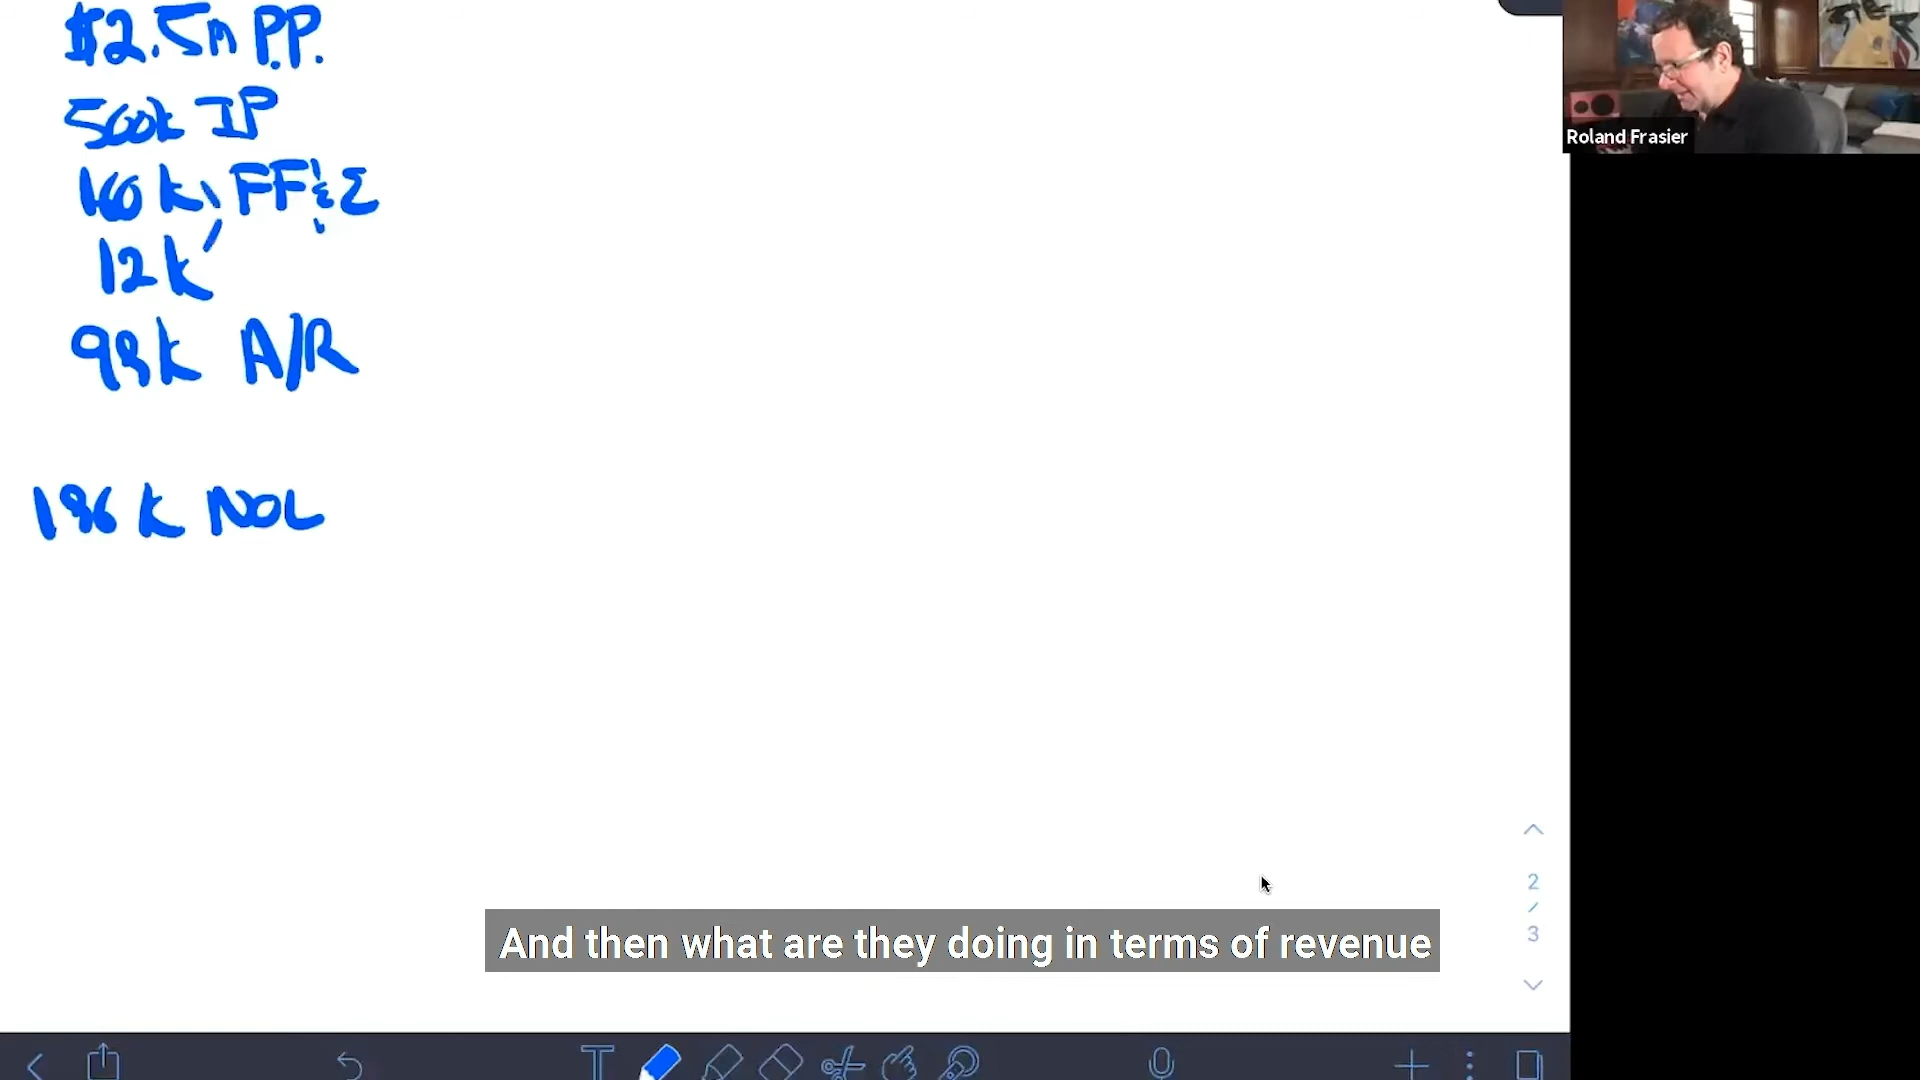 $2.5m P.P.
Roland Frasier
500k IP
160k, FF&E
12k
98k A/R
186k NOL
2
/
3
And then what are they doing in terms of revenue
T